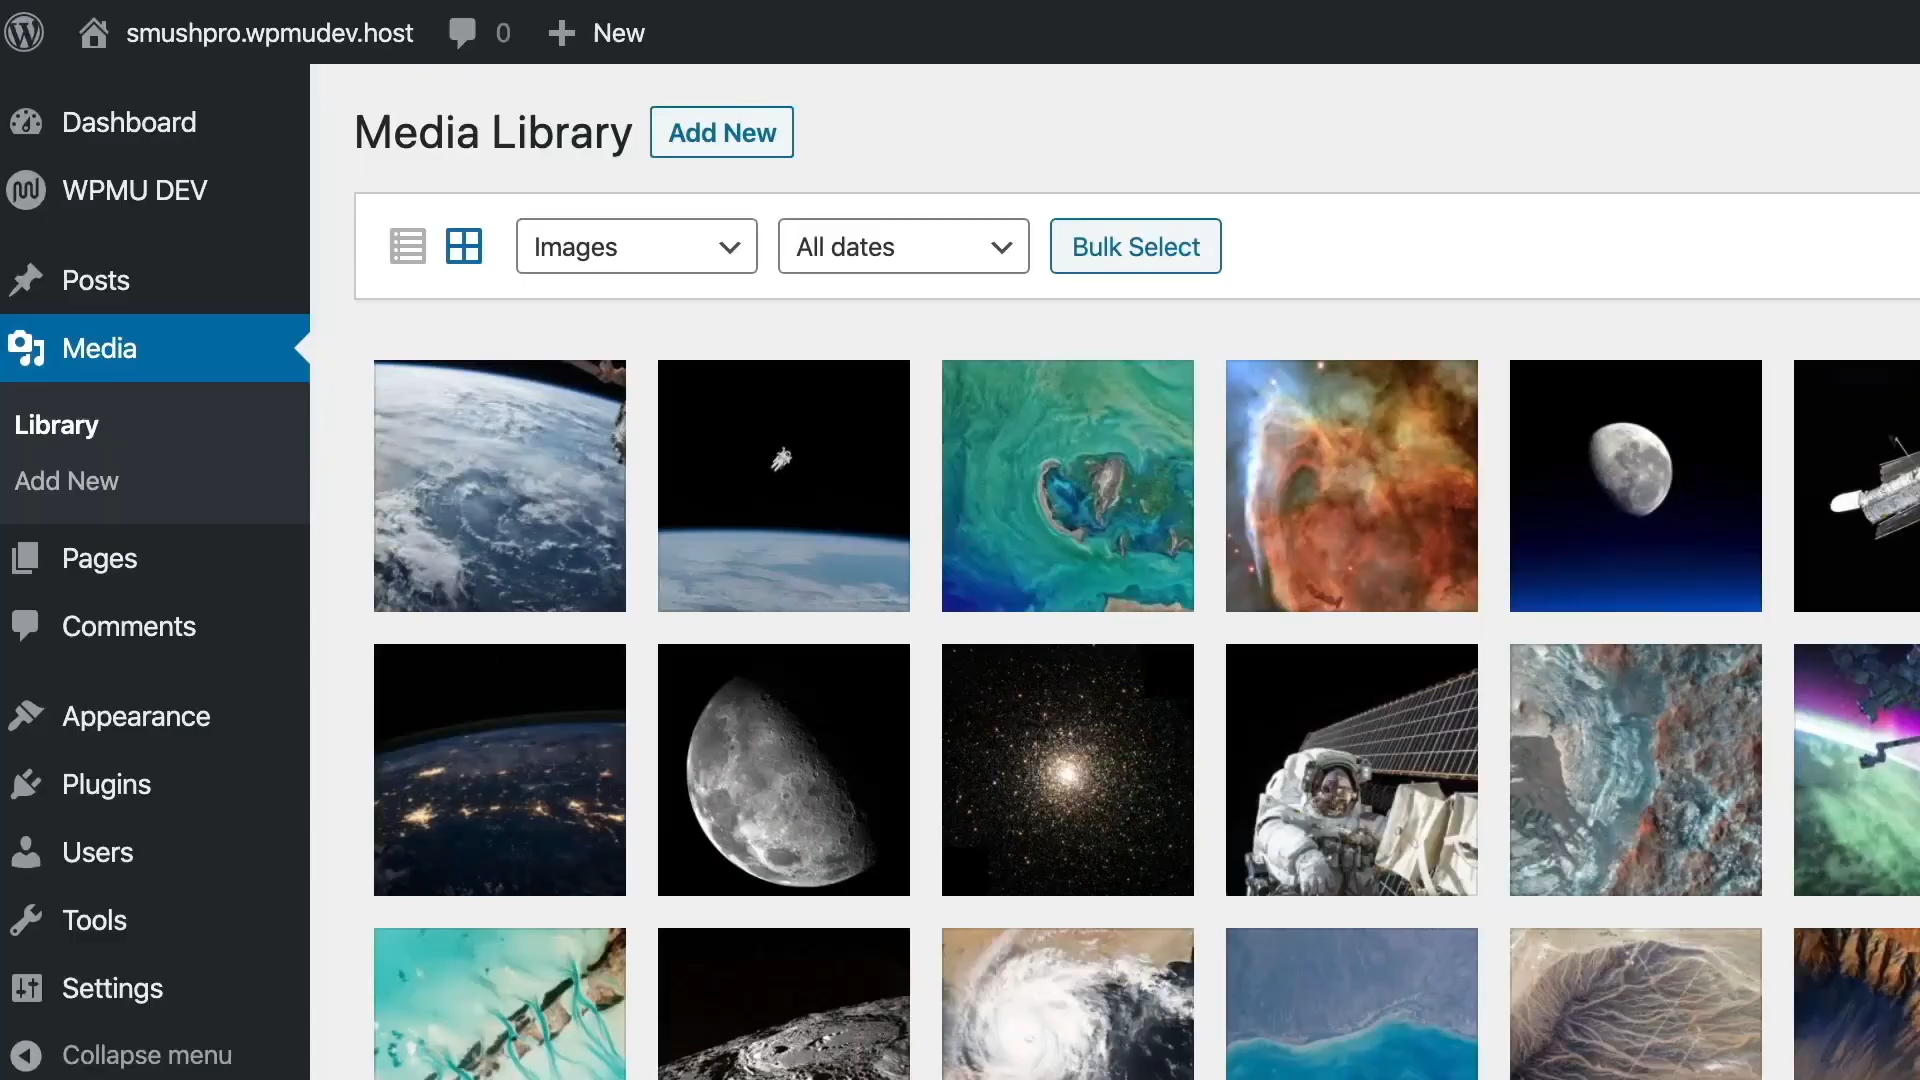 smushpro.wpmudev.host 0 New
Dashboard
WPMU DEV
Posts
Media
Library
Add New
Pages
Comments
Appearance
Plugins
Users
Tools
Settings
Collapse menu
Media Library Add New
Images All dates Bulk Select